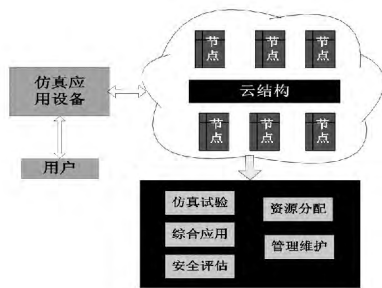 节 节 节
点 点 点
仿真应
用设备
云结构
节 节 节
点 点 点
用户
仿真试验
资源分配
综合应用
管理维护
安全评估